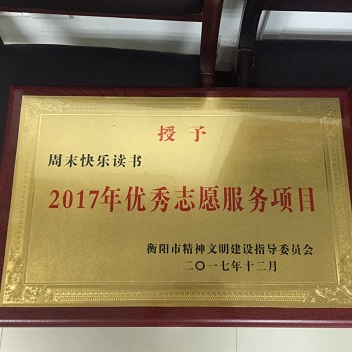 授予
周末快乐读书
2017年优秀志愿服务项目
衡阳市精神文明建设指导委员会
二〇一七年十二月